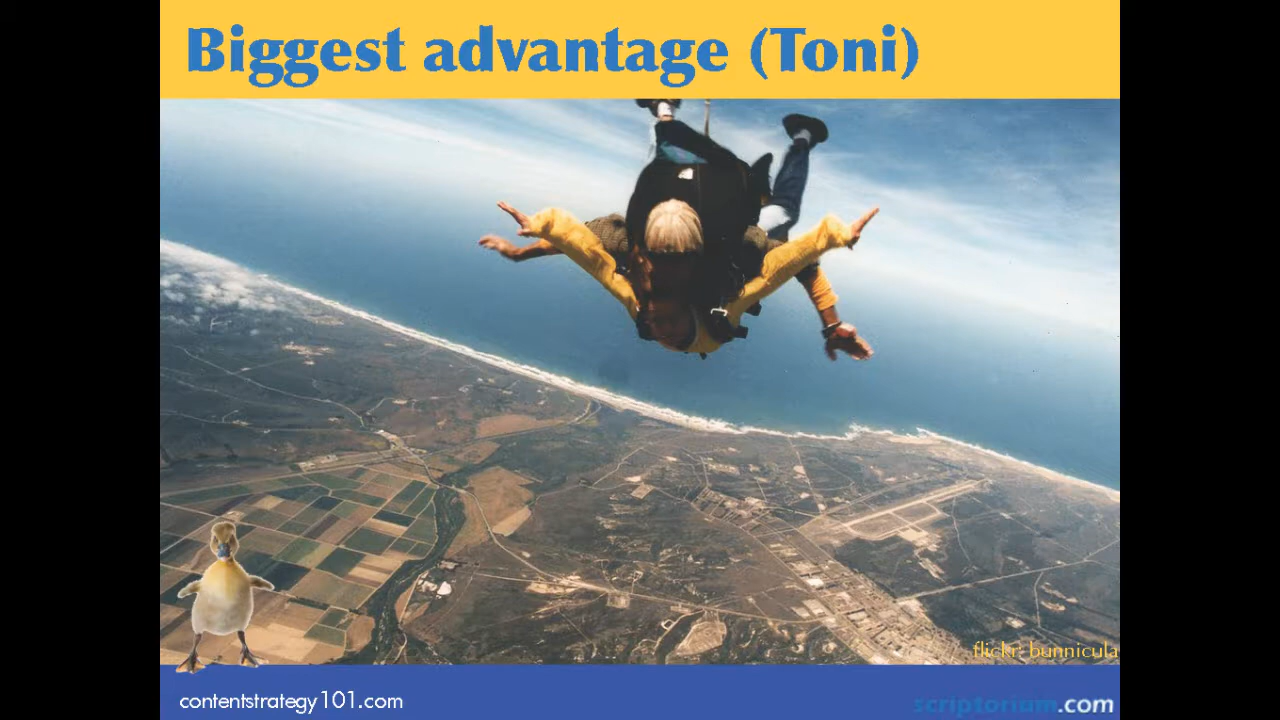 Biggest advantage (Toni)
flickr: bunnicula
contentstrategy101.com
scriptorium.com